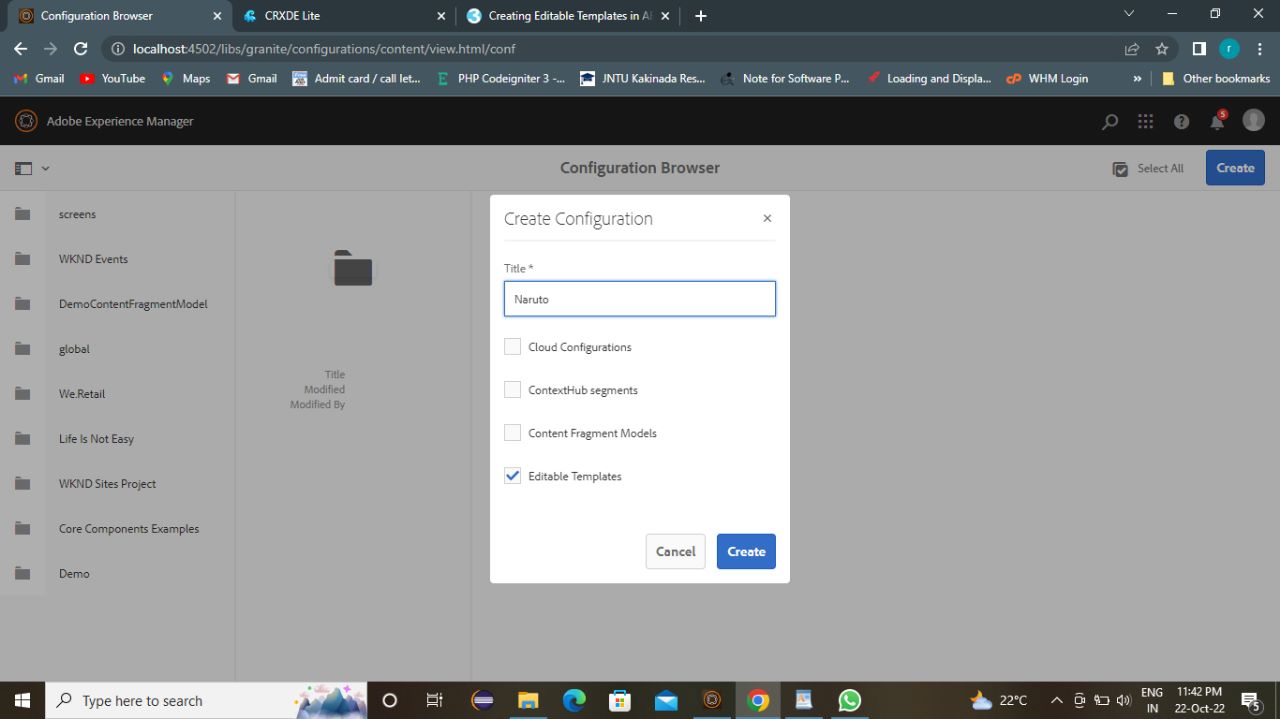 Configuration Browser
CRXDE Lite
Creating Editable Templates in A
localhost:4502/libs/granite/configurations/content/view.html/conf
r
Gmail
YouTube
Maps
Gmail
Admit card / call let...
PHP Codeigniter 3 -...
JNTU Kakinada Res...
Note for Software P...
Loading and Displa...
WHM Login
»
Other bookmarks
Adobe Experience Manager
5
Configuration Browser
Select All
Create
screens
WKND Events
DemoContentFragmentModel
global
We.Retail
Life Is Not Easy
WKND Sites Project
Core Components Examples
Demo
Title
Modified
Modified By
Create Configuration
Title *
Naruto
Cloud Configurations
ContextHub segments
Content Fragment Models
Editable Templates
Cancel
Create
Type here to search
22°C
ENG
IN
11:42 PM
22-Oct-22
5